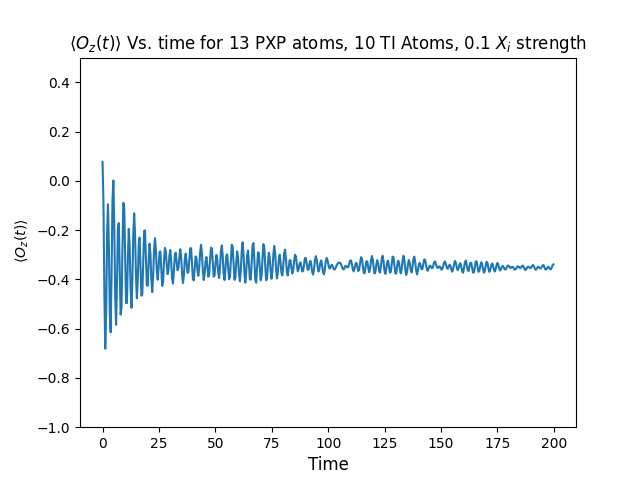 ⟨O_z(t)⟩ Vs. time for 13 PXP atoms, 10 TI Atoms, 0.1 X_i strength
⟨O_z(t)⟩
0.4
0.2
0.0
−0.2
−0.4
−0.6
−0.8
−1.0
0 25 50 75 100 125 150 175 200
Time